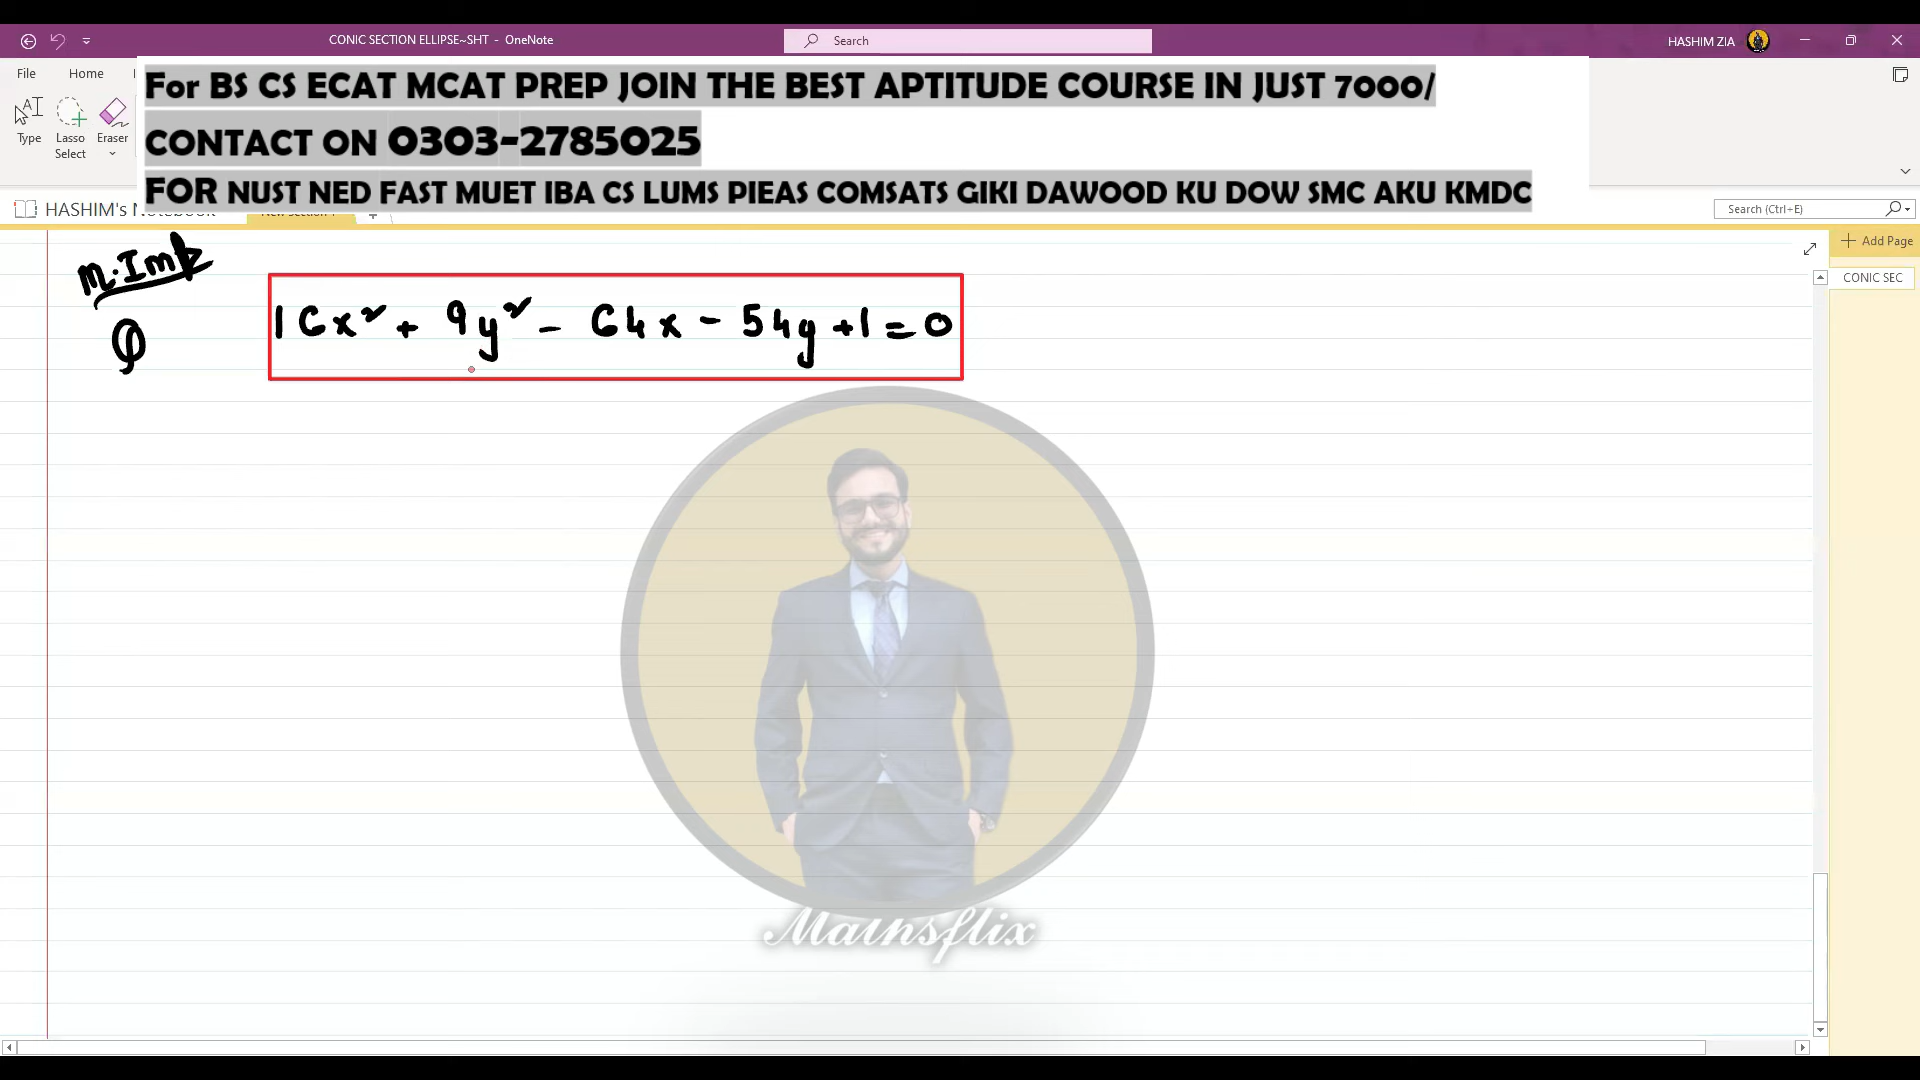 CONIC SECTION ELLIPSE~SHT - OneNote
Search
HASHIM ZIA
File Home
For BS CS ECAT MCAT PREP JOIN THE BEST APTITUDE COURSE IN JUST 7000/
CONTACT ON 0303-2785025
FOR NUST NED FAST MUET IBA CS LUMS PIEAS COMSATS GIKI DAWOOD KU DOW SMC AKU KMDC
Type
Lasso Select
Eraser
HASHIM's Notebook
Search (Ctrl+E)
Add Page
CONIC SEC
M.Imp
Q
16x² + 9y² - 64x - 54y + 1 = 0